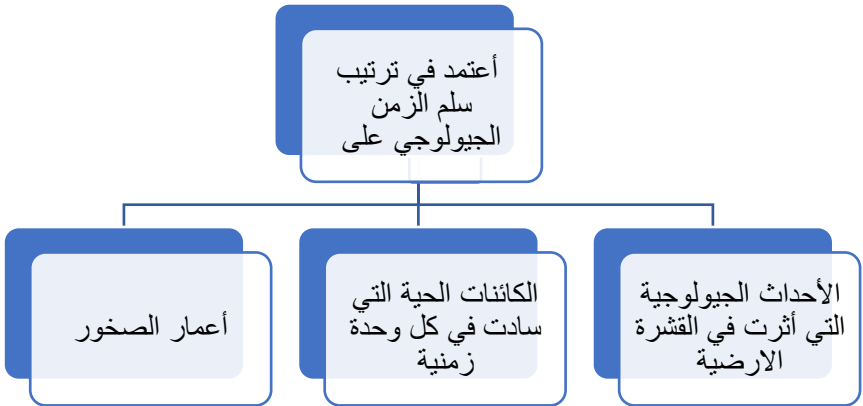 أعتمد في ترتيب
سلم الزمن
الجيولوجي على
الأحداث الجيولوجية
التي أثرت في القشرة
الارضية
الكائنات الحية التي
سادت في كل وحدة
زمنية
أعمار الصخور